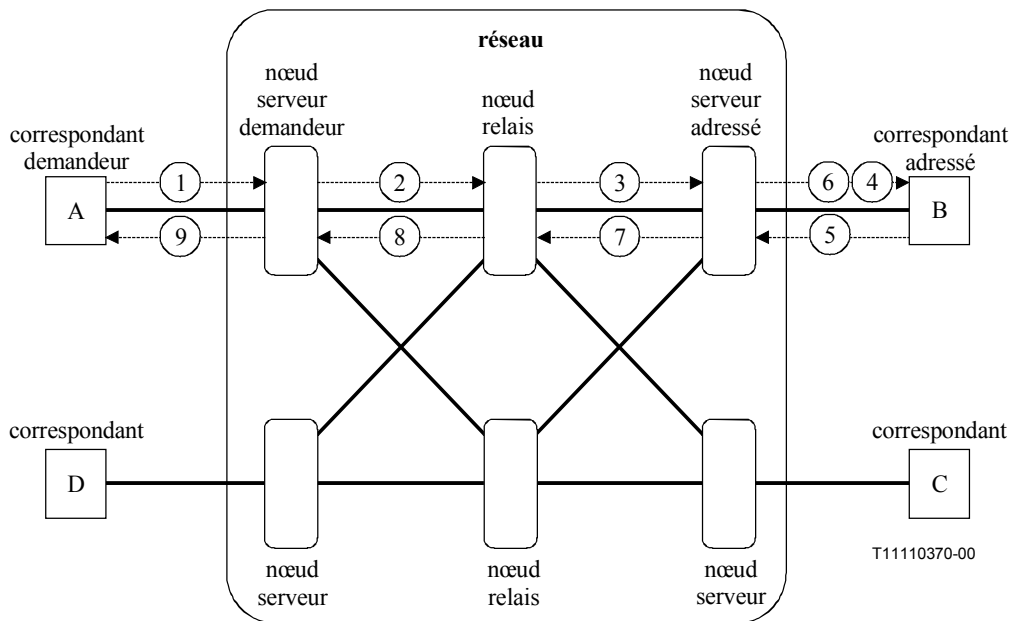 réseau
nœud
serveur
demandeur
nœud
relais
nœud
serveur
adressé
correspondant
demandeur
correspondant
adressé
1
2
3
6
4
A
B
9
8
7
5
correspondant
correspondant
D
C
T11110370-00
nœud
serveur
nœud
relais
nœud
serveur